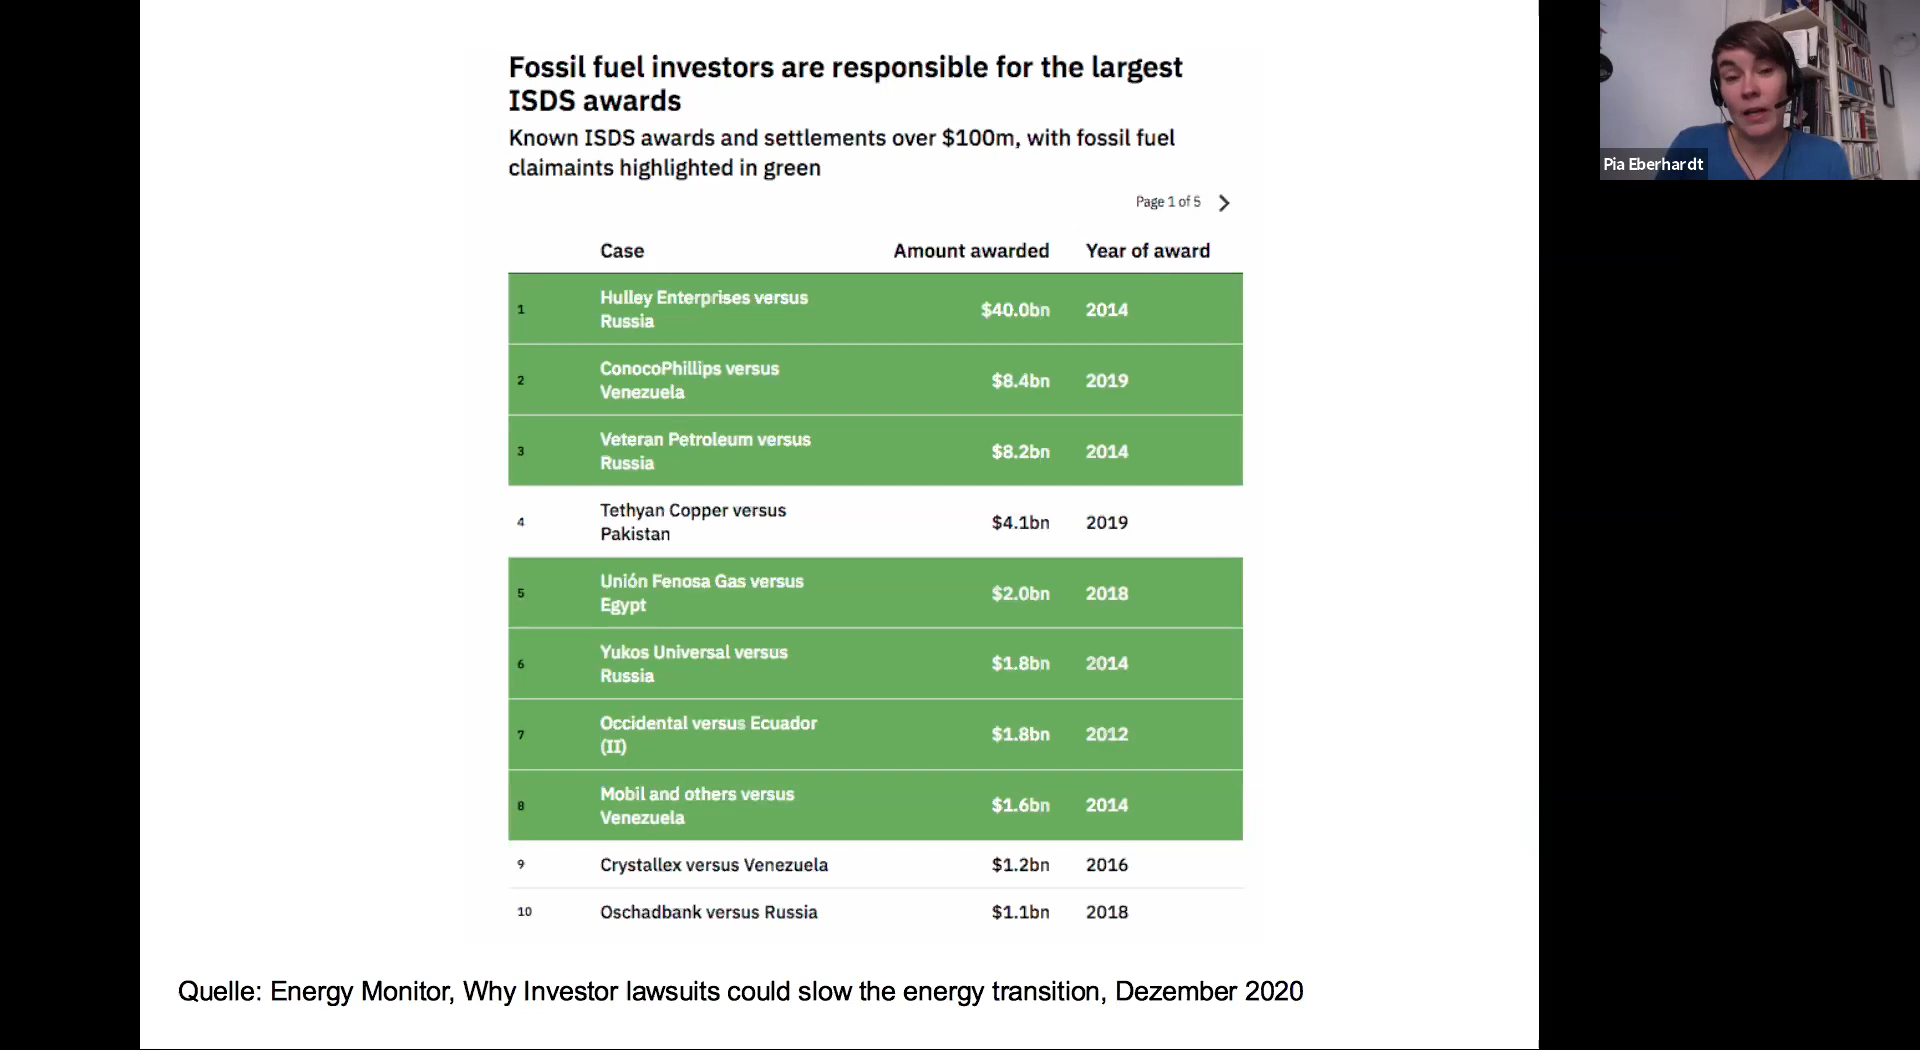 Fossil fuel investors are responsible for the largest
ISDS awards
Known ISDS awards and settlements over $100m, with fossil fuel
claimaints highlighted in green
Page 1 of 5
Case Amount awarded Year of award
1 Hulley Enterprises versus
Russia $40.0bn 2014
2 ConocoPhillips versus
Venezuela $8.4bn 2019
3 Veteran Petroleum versus
Russia $8.2bn 2014
4 Tethyan Copper versus
Pakistan $4.1bn 2019
5 Unión Fenosa Gas versus
Egypt $2.0bn 2018
6 Yukos Universal versus
Russia $1.8bn 2014
7 Occidental versus Ecuador
(II) $1.8bn 2012
8 Mobil and others versus
Venezuela $1.6bn 2014
9 Crystallex versus Venezuela $1.2bn 2016
10 Oschadbank versus Russia $1.1bn 2018
Quelle: Energy Monitor, Why Investor lawsuits could slow the energy transition, Dezember 2020
Pia Eberhardt